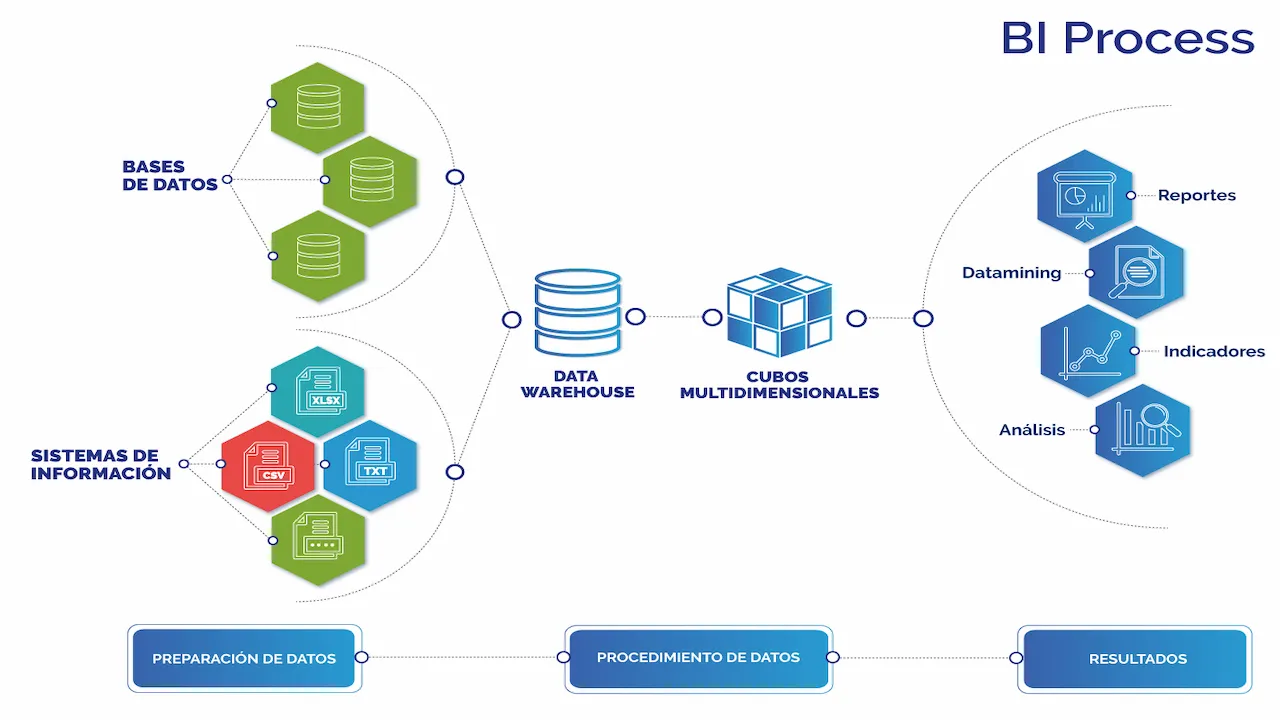 BI Process
BASES
DE DATOS
SISTEMAS DE
INFORMACIÓN
XLSX
CSV
TXT
DATA
WAREHOUSE
CUBOS
MULTIDIMENSIONALES
Reportes
Datamining
Indicadores
Análisis
PREPARACIÓN DE DATOS
PROCEDIMIENTO DE DATOS
RESULTADOS